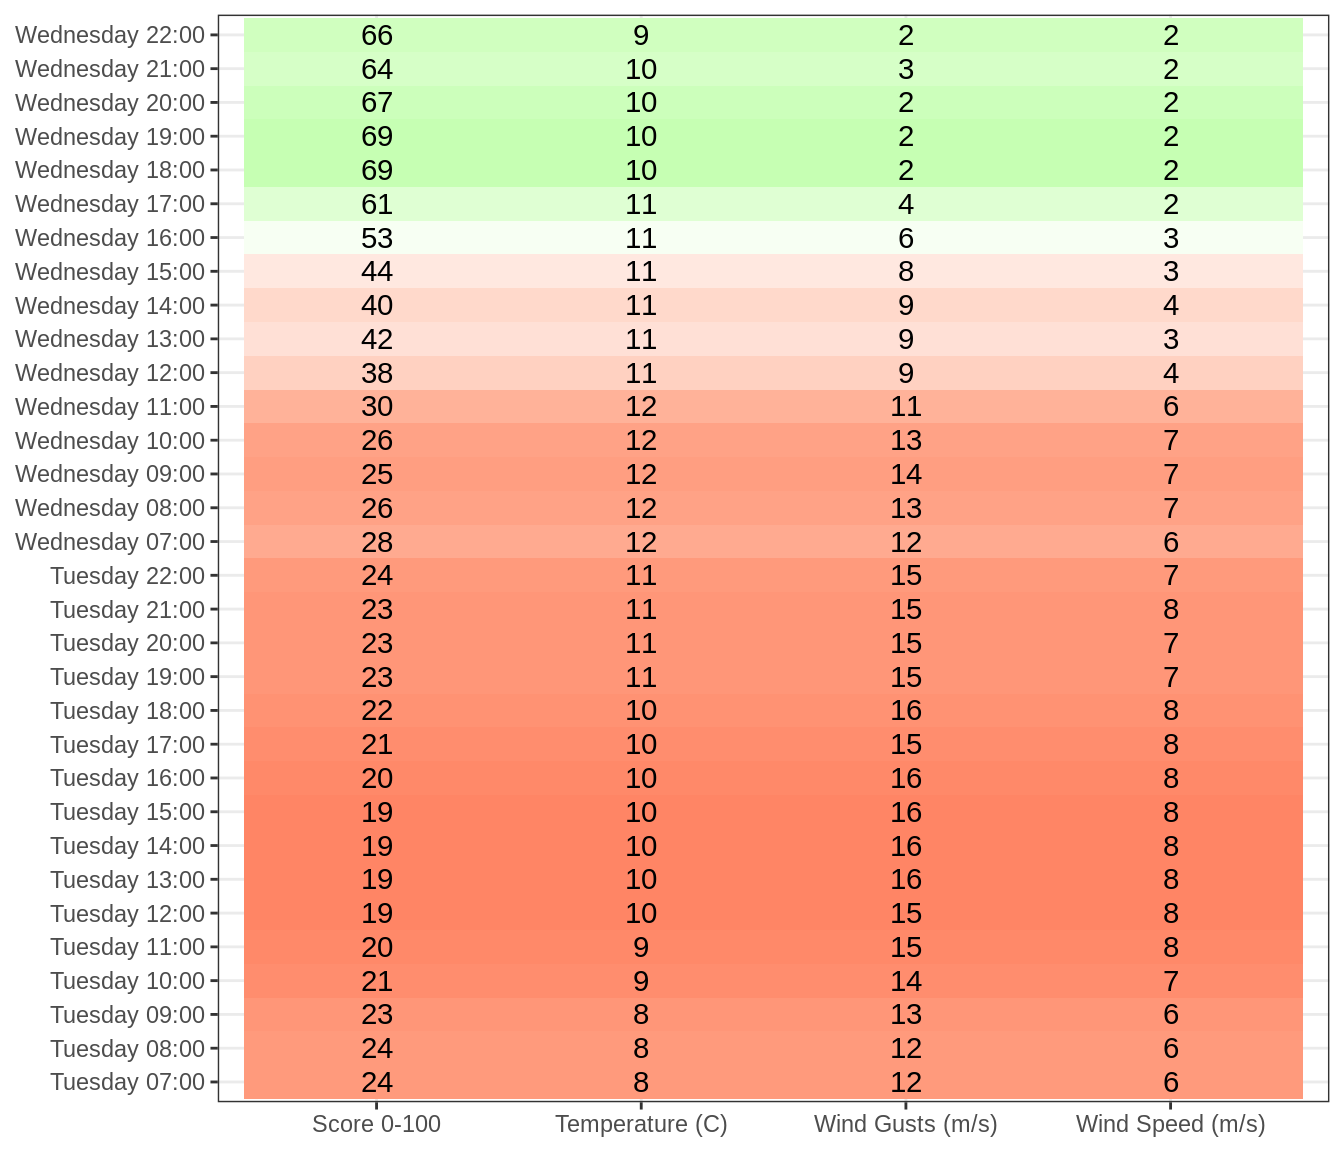 Wednesday 22:00 66 9 2 2
Wednesday 21:00 64 10 3 2
Wednesday 20:00 67 10 2 2
Wednesday 19:00 69 10 2 2
Wednesday 18:00 69 10 2 2
Wednesday 17:00 61 11 4 2
Wednesday 16:00 53 11 6 3
Wednesday 15:00 44 11 8 3
Wednesday 14:00 40 11 9 4
Wednesday 13:00 42 11 9 3
Wednesday 12:00 38 11 9 4
Wednesday 11:00 30 12 11 6
Wednesday 10:00 26 12 13 7
Wednesday 09:00 25 12 14 7
Wednesday 08:00 26 12 13 7
Wednesday 07:00 28 12 12 6
Tuesday 22:00 24 11 15 7
Tuesday 21:00 23 11 15 8
Tuesday 20:00 23 11 15 7
Tuesday 19:00 23 11 15 7
Tuesday 18:00 22 10 16 8
Tuesday 17:00 21 10 15 8
Tuesday 16:00 20 10 16 8
Tuesday 15:00 19 10 16 8
Tuesday 14:00 19 10 16 8
Tuesday 13:00 19 10 16 8
Tuesday 12:00 19 10 15 8
Tuesday 11:00 20 9 15 8
Tuesday 10:00 21 9 14 7
Tuesday 09:00 23 8 13 6
Tuesday 08:00 24 8 12 6
Tuesday 07:00 24 8 12 6
Score 0-100 Temperature (C) Wind Gusts (m/s) Wind Speed (m/s)